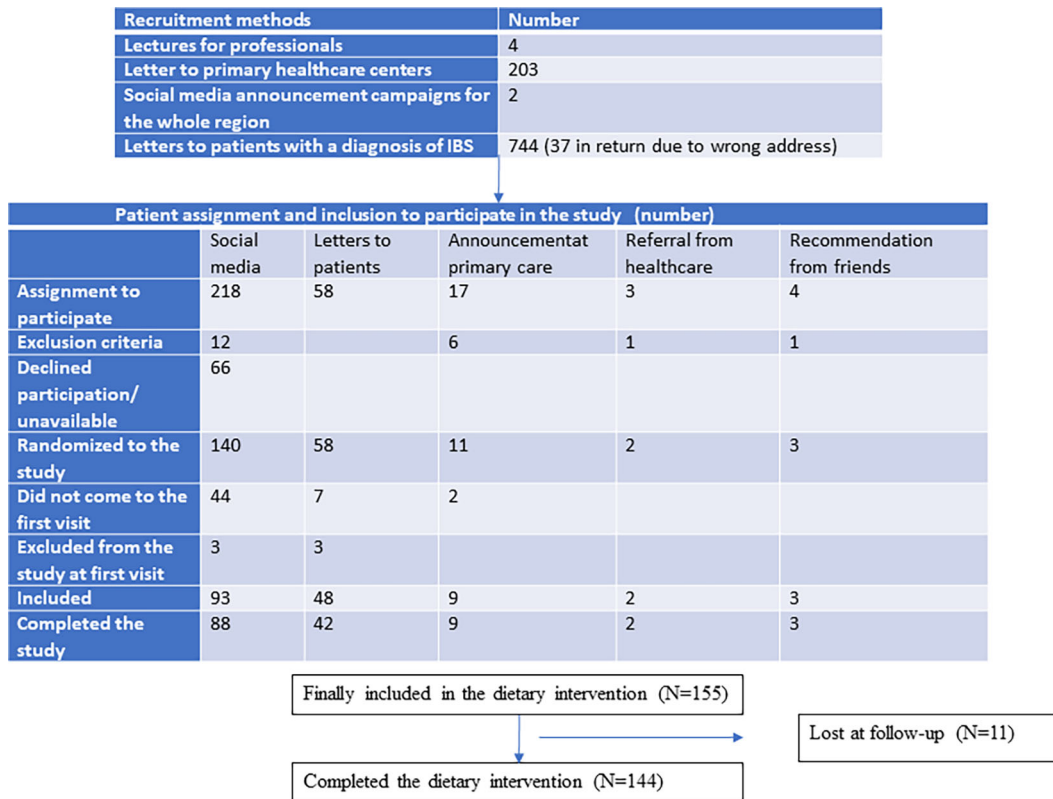 Recruitment methods Number
Lectures for professionals 4
Letter to primary healthcare centers 203
Social media announcement campaigns for 2
the whole region
Letters to patients with a diagnosis of IBS 744 (37 in return due to wrong address)
Patient assignment and inclusion to participate in the study (number)
Social Letters to Announcementat Referral from Recommendation
media patients primary care healthcare from friends
Assignment to 218 58 17 3 4
participate
Exclusion criteria 12 6 1 1
Declined 66
participation/
unavailable
Randomized to the 140 58 11 2 3
study
Did not come to the 44 7 2
first visit
Excluded from the 3 3
study at first visit
Included 93 48 9 2 3
Completed the 88 42 9 2 3
study
Finally included in the dietary intervention (N=155)
Lost at follow-up (N=11)
Completed the dietary intervention (N=144)